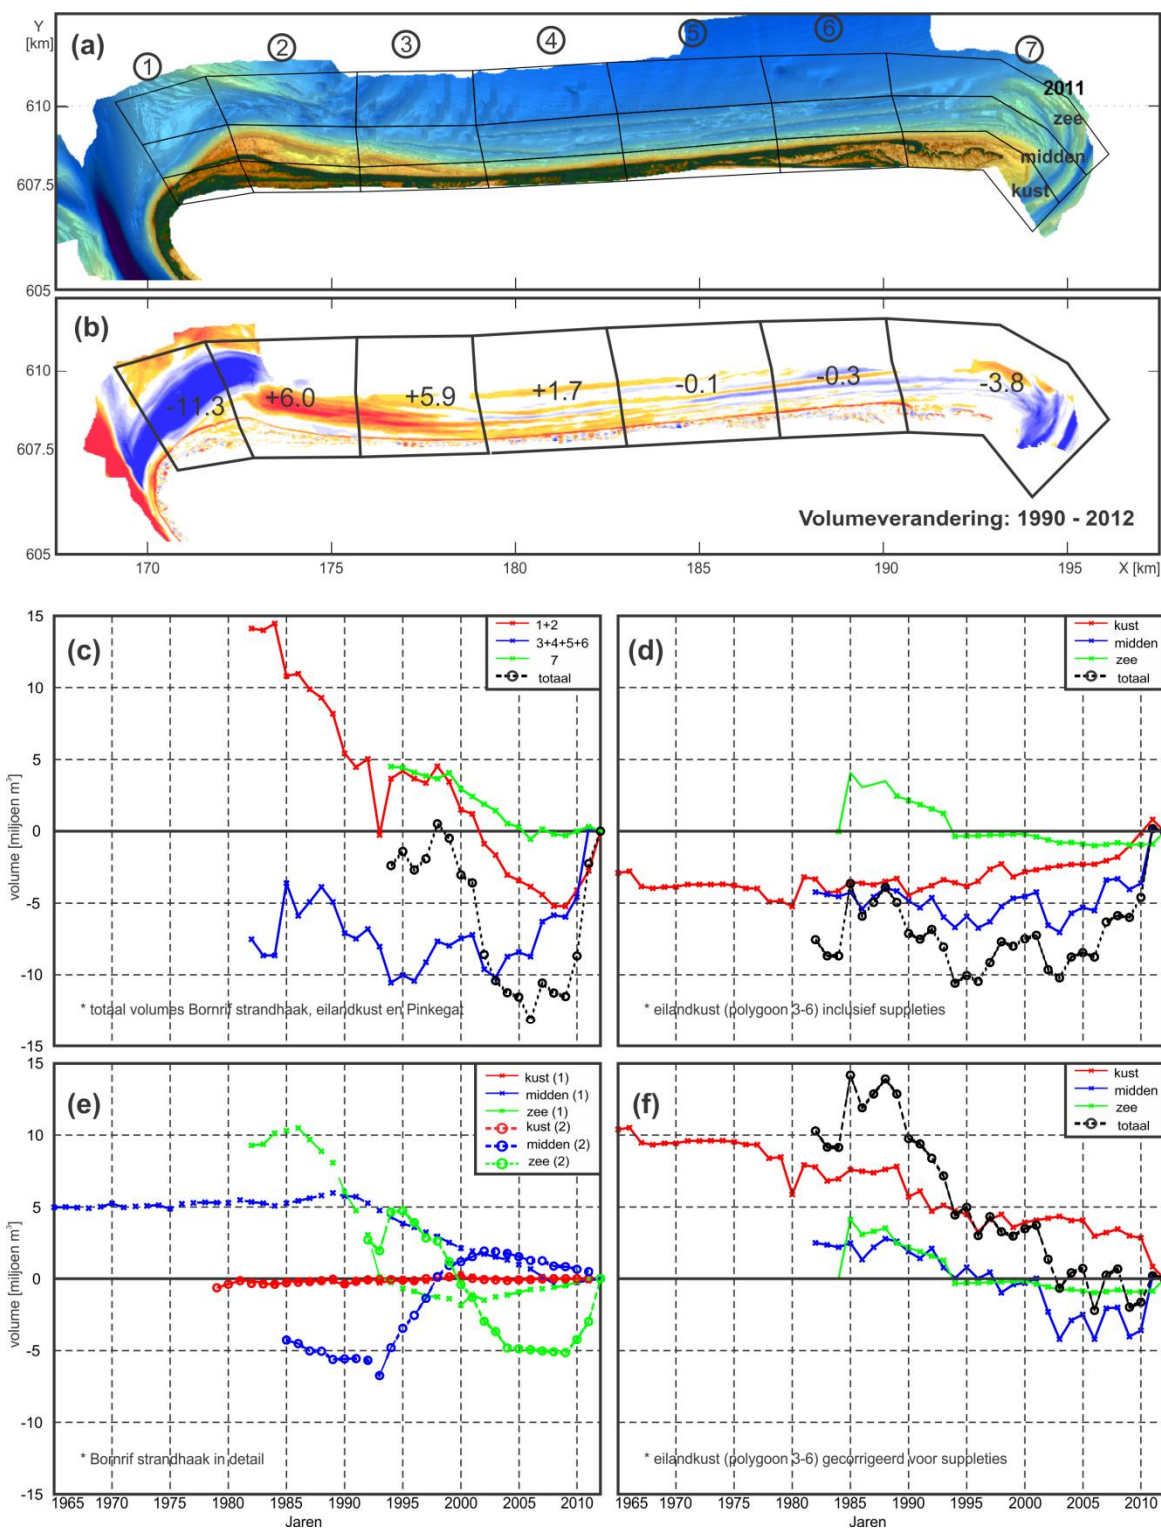 Y
[km]
(a)
1
2
3
4
5
6
7
2011
zee
midden
kust
610
607.5
605
(b)
-11.3
+6.0
+5.9
+1.7
-0.1
-0.3
-3.8
Volumeverandering: 1990 - 2012
610
607.5
605
170
175
180
185
190
195
X [km]
(c)
1+2
3+4+5+6
7
totaal
15
10
5
0
-5
-10
-15
volume [miljoen m³]
* totaal volumes Bornrif strandhaak, eilandkust en Pinkegat
(d)
kust
midden
zee
totaal
* eilandkust (polygoon 3-6) inclusief suppleties
(e)
kust (1)
midden (1)
zee (1)
kust (2)
midden (2)
zee (2)
15
10
5
0
-5
-10
-15
volume [miljoen m³]
* Bornrif strandhaak in detail
1965 1970 1975 1980 1985 1990 1995 2000 2005 2010
Jaren
(f)
kust
midden
zee
totaal
* eilandkust (polygoon 3-6) gecorrigeerd voor suppleties
1965 1970 1975 1980 1985 1990 1995 2000 2005 2010
Jaren